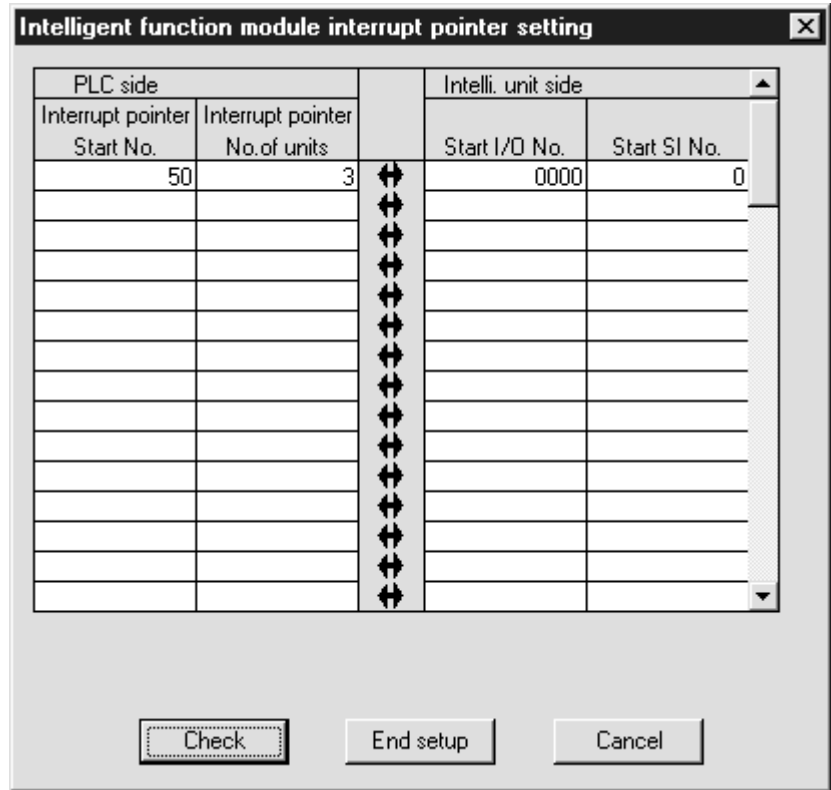 Intelligent function module interrupt pointer setting
PLC side Intelli. unit side
Interrupt pointer Interrupt pointer
Start No. No.of units Start I/O No. Start SI No.
50 3 0000 0
Check End setup Cancel